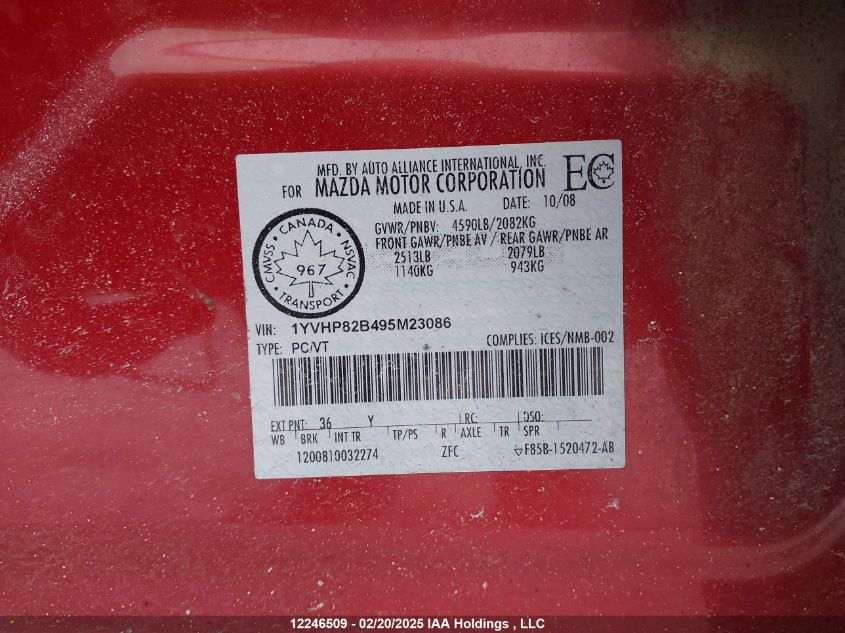 MFD. BY AUTO ALLIANCE INTERNATIONAL, INC.
FOR MAZDA MOTOR CORPORATION
EC
MADE IN U.S.A. DATE: 10/08
GVWR/PNBV: 4590LB/2082KG
FRONT GAWR/PNBE AV / REAR GAWR/PNBE AR
2513LB 2079LB
1140KG 943KG
CANADA
CMVSS NSVAC
967
TRANSPORT
VIN: 1YVHP82B495M23086
TYPE: PC/VT COMPLIES: ICES/NMB-002
EXT PNT: 36 Y RC: DSO:
WB BRK INT TR TP/PS R AXLE TR SPR
1200810032274 ZFC F85B-1520472-AB
12246509 - 02/20/2025 IAA Holdings , LLC